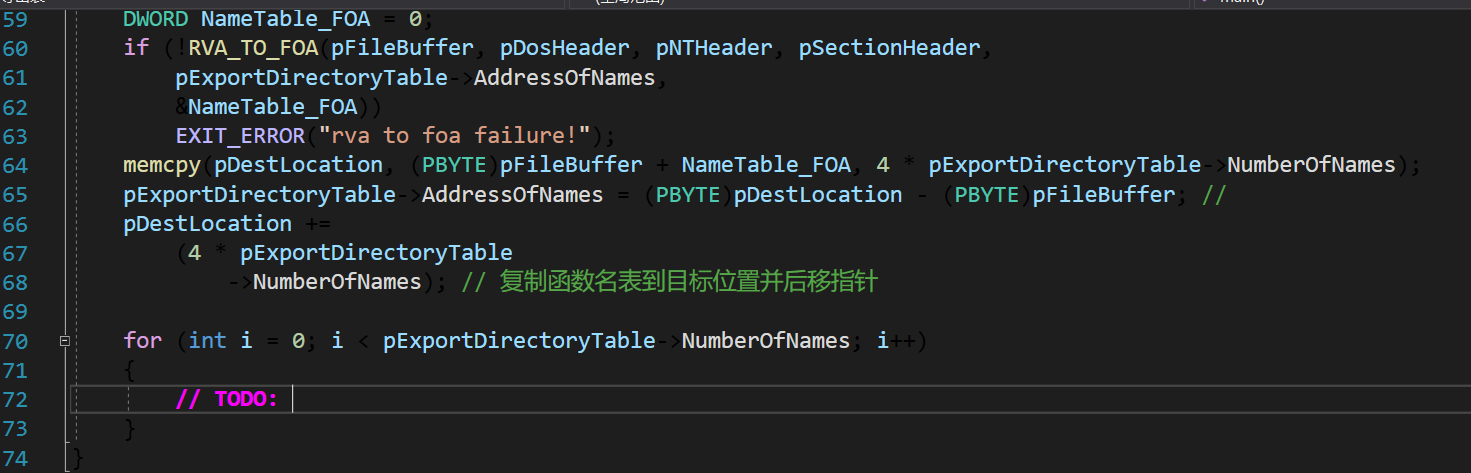 59 DWORD NameTable_FOA = 0;
60 if (!RVA_TO_FOA(pFileBuffer, pDosHeader, pNTHeader, pSectionHeader,
61 pExportDirectoryTable->AddressOfNames,
62 &NameTable_FOA))
63 EXIT_ERROR("rva to foa failure!");
64 memcpy(pDestLocation, (PBYTE)pFileBuffer + NameTable_FOA, 4 * pExportDirectoryTable->NumberOfNames);
65 pExportDirectoryTable->AddressOfNames = (PBYTE)pDestLocation - (PBYTE)pFileBuffer; //
66 pDestLocation +=
67 (4 * pExportDirectoryTable
68 ->NumberOfNames); // 复制函数名表到目标位置并后移指针
69
70 for (int i = 0; i < pExportDirectoryTable->NumberOfNames; i++)
71 {
72 // TODO:
73 }
74 }